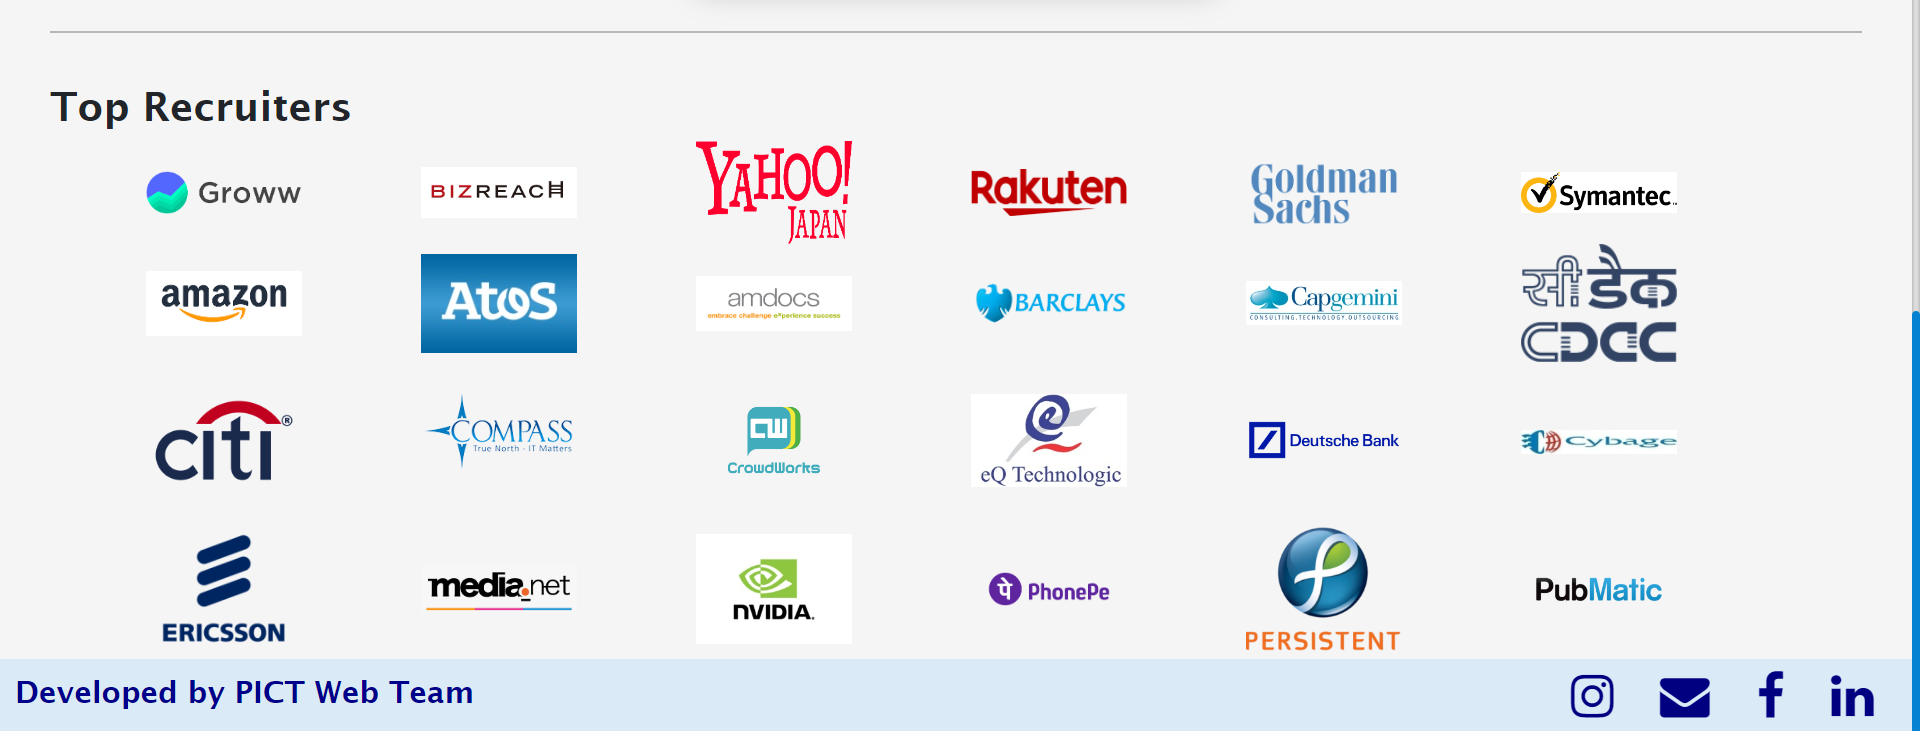 Top Recruiters
Groww
BIZREACH
YAHOO!
JAPAN
Rakuten
Goldman
Sachs
Symantec
amazon
Atos
amdocs
embrace challenge experience success
BARCLAYS
Capgemini
CONSULTING.TECHNOLOGY.OUTSOURCING
सी डैक
CDAC
citi®
COMPASS
True North - IT Matters
CW
CrowdWorks
e
eQ Technologic
Deutsche Bank
Cybage
ERICSSON
media.net
NVIDIA.
पे PhonePe
PERSISTENT
PubMatic
Developed by PICT Web Team